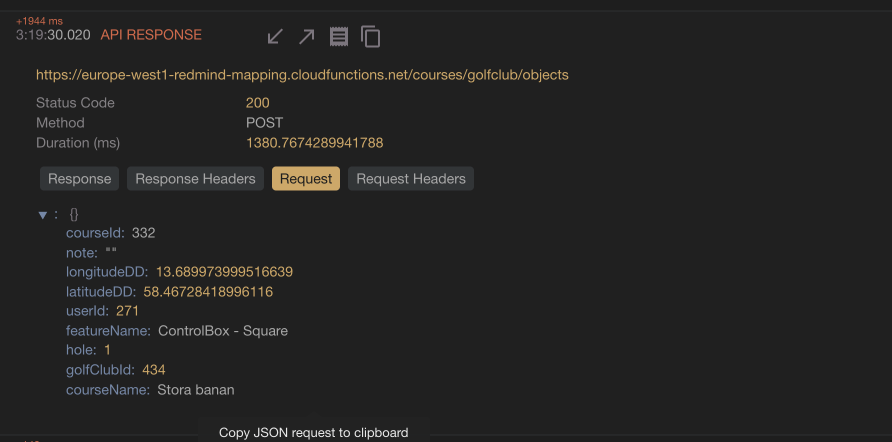 +1944 ms
3:19:30.020 API RESPONSE
https://europe-west1-redmind-mapping.cloudfunctions.net/courses/golfclub/objects
Status Code 200
Method POST
Duration (ms) 1380.7674289941788
Response Response Headers Request Request Headers
▼ : {}
courseId: 332
note: ""
longitudeDD: 13.689973999516639
latitudeDD: 58.46728418996116
userId: 271
featureName: ControlBox - Square
hole: 1
golfClubId: 434
courseName: Stora banan
Copy JSON request to clipboard